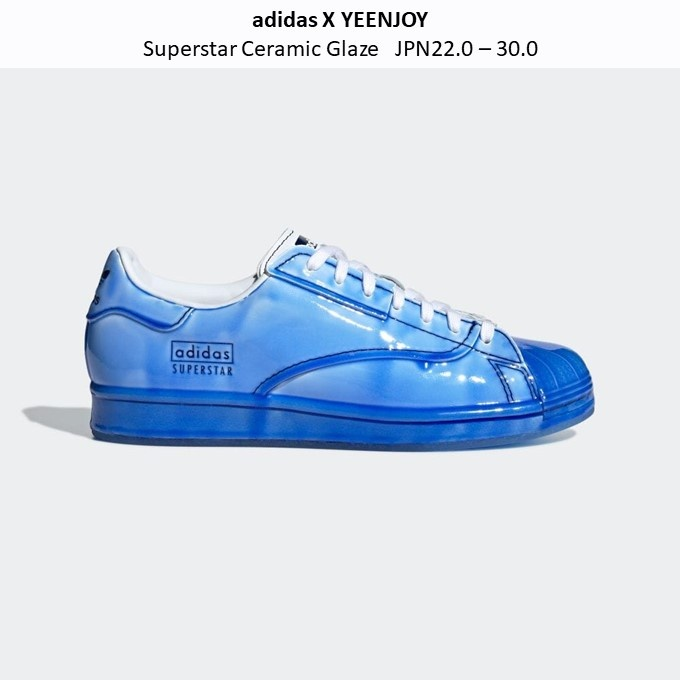 adidas X YEENJOY
Superstar Ceramic Glaze JPN22.0 – 30.0
adidas
SUPERSTAR